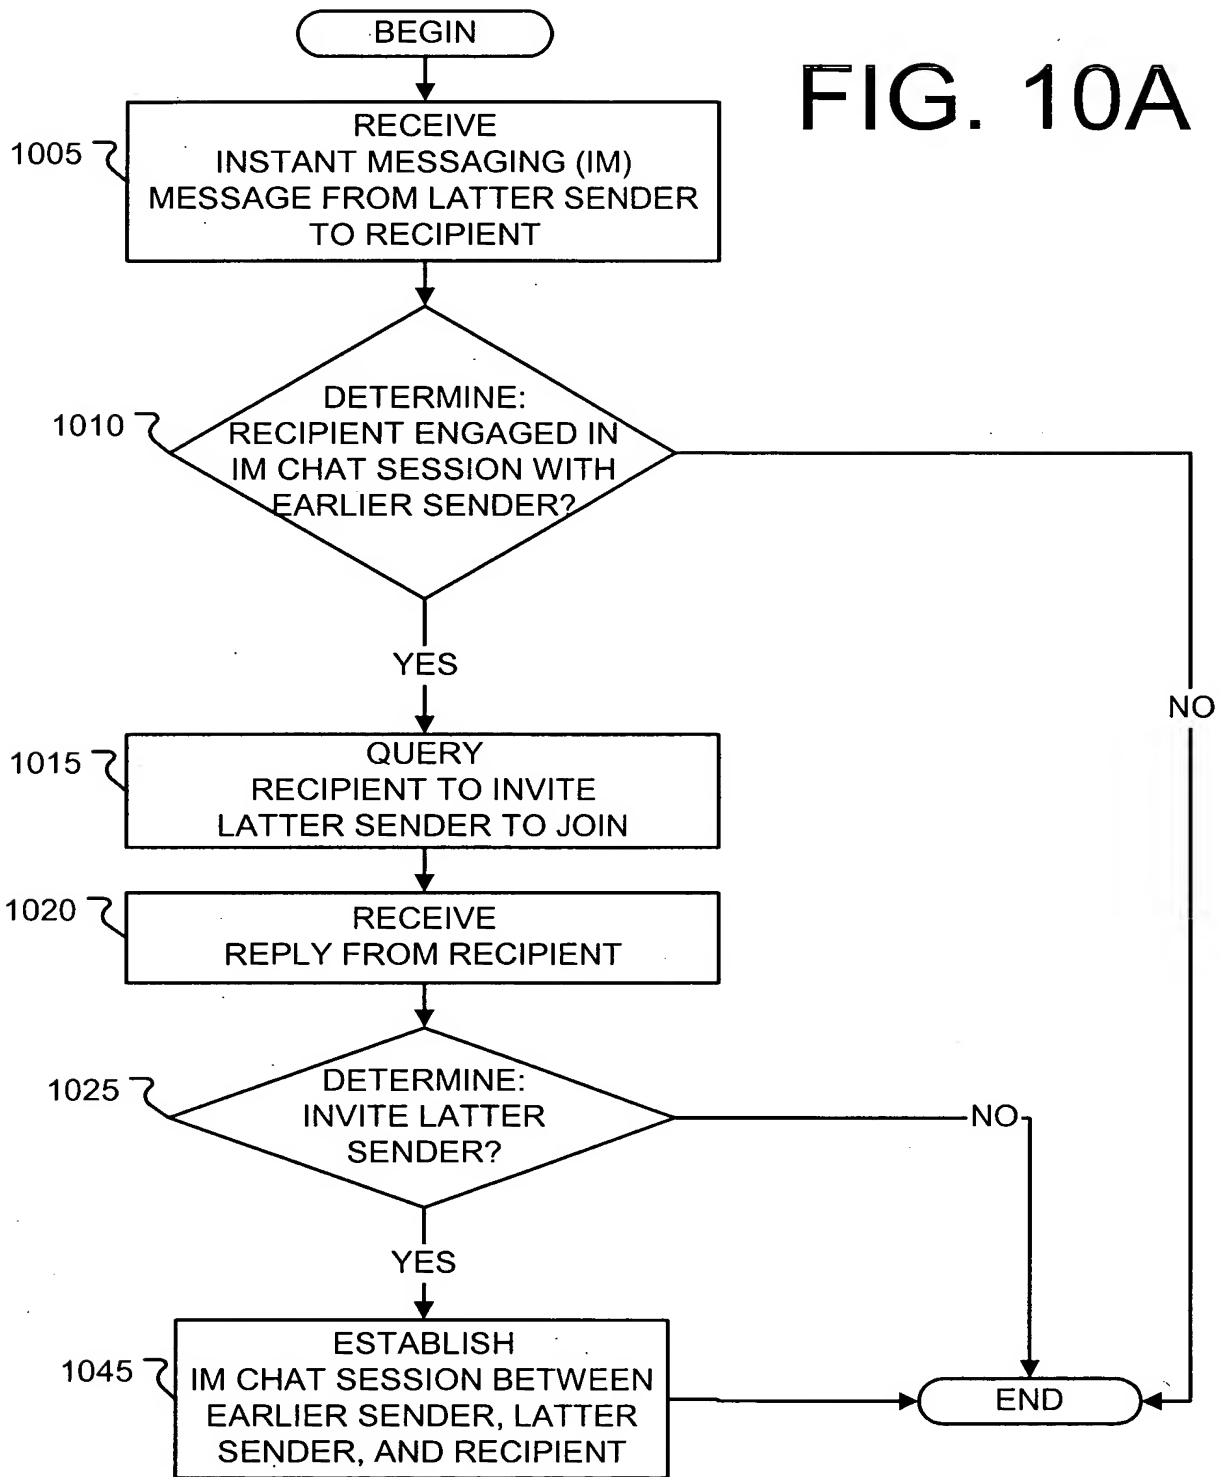 BEGIN
FIG. 10A
1005
RECEIVE
INSTANT MESSAGING (IM)
MESSAGE FROM LATTER SENDER
TO RECIPIENT
1010
DETERMINE:
RECIPIENT ENGAGED IN
IM CHAT SESSION WITH
EARLIER SENDER?
YES
NO
1015
QUERY
RECIPIENT TO INVITE
LATTER SENDER TO JOIN
1020
RECEIVE
REPLY FROM RECIPIENT
1025
DETERMINE:
INVITE LATTER
SENDER?
NO
YES
1045
ESTABLISH
IM CHAT SESSION BETWEEN
EARLIER SENDER, LATTER
SENDER, AND RECIPIENT
END